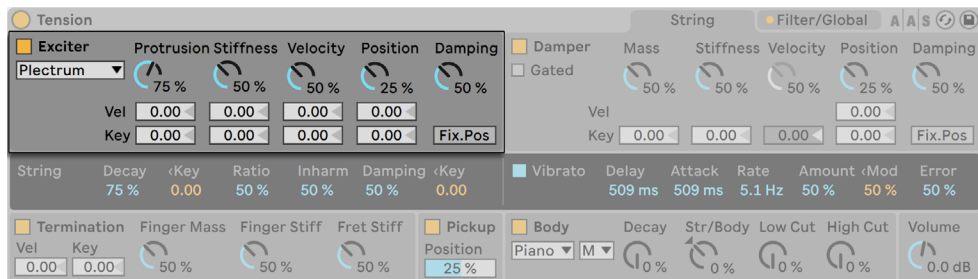 Tension String Filter/Global A A S
Exciter Protrusion Stiffness Velocity Position Damping
Plectrum 75 % 50 % 50 % 25 % 50 %
Vel 0.00 0.00 0.00 0.00
Key 0.00 0.00 0.00 0.00 Fix.Pos
Damper Mass Stiffness Velocity Position Damping
Gated 50 % 50 % 50 % 25 % 50 %
Vel 0.00
Key 0.00 0.00 0.00 0.00 Fix.Pos
String Decay ‹Key Ratio Inharm Damping ‹Key
75 % 0.00 50 % 50 % 50 % 0.00
Vibrato Delay Attack Rate Amount ‹Mod Error
509 ms 509 ms 5.1 Hz 50 % 50 % 50 %
Termination Finger Mass Finger Stiff Fret Stiff
Vel Key
0.00 0.00 50 % 50 % 50 %
Pickup
Position
25 %
Body Decay Str/Body Low Cut High Cut
Piano M 0 % 0 % 0 % 0 %
Volume
0.0 dB